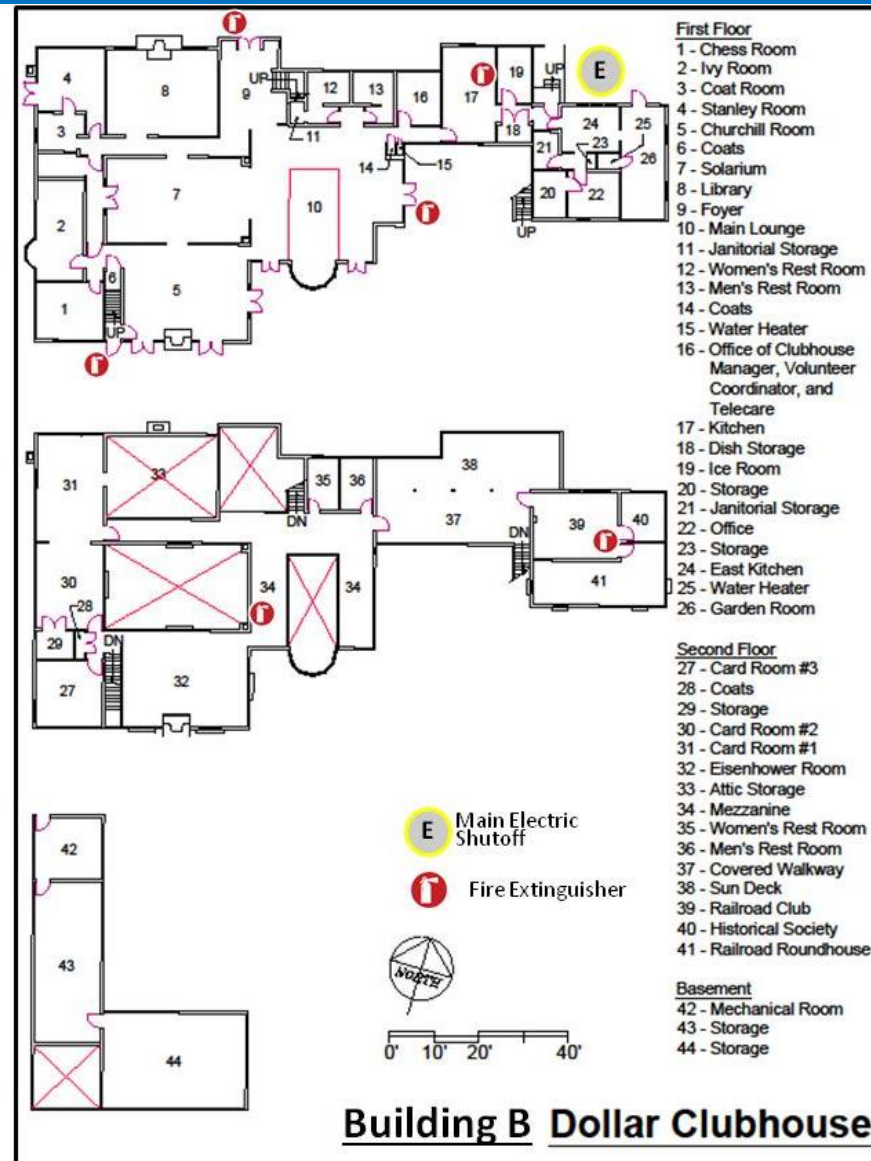 First Floor
1 - Chess Room
2 - Ivy Room
3 - Coat Room
4 - Stanley Room
5 - Churchill Room
6 - Coats
7 - Solarium
8 - Library
9 - Foyer
10 - Main Lounge
11 - Janitorial Storage
12 - Women's Rest Room
13 - Men's Rest Room
14 - Coats
15 - Water Heater
16 - Office of Clubhouse
Manager, Volunteer
Coordinator, and
Telecare
17 - Kitchen
18 - Dish Storage
19 - Ice Room
20 - Storage
21 - Janitorial Storage
22 - Office
23 - Storage
24 - East Kitchen
25 - Water Heater
26 - Garden Room
Second Floor
27 - Card Room #3
28 - Coats
29 - Storage
30 - Card Room #2
31 - Card Room #1
32 - Eisenhower Room
33 - Attic Storage
34 - Mezzanine
35 - Women's Rest Room
36 - Men's Rest Room
37 - Covered Walkway
38 - Sun Deck
39 - Railroad Club
40 - Historical Society
41 - Railroad Roundhouse
Basement
42 - Mechanical Room
43 - Storage
44 - Storage
4
8
9
UP
12
13
16
17
19
UP
E
3
11
18
24
25
21
23
26
14
15
2
7
10
20
22
UP
6
5
1
UP
31
33
35
36
38
DN
37
39
40
DN
30
34
34
41
28
29
DN
27
32
42
43
44
E
Main Electric
Shutoff
Fire Extinguisher
NORTH
0' 10' 20' 40'
Building B Dollar Clubhouse